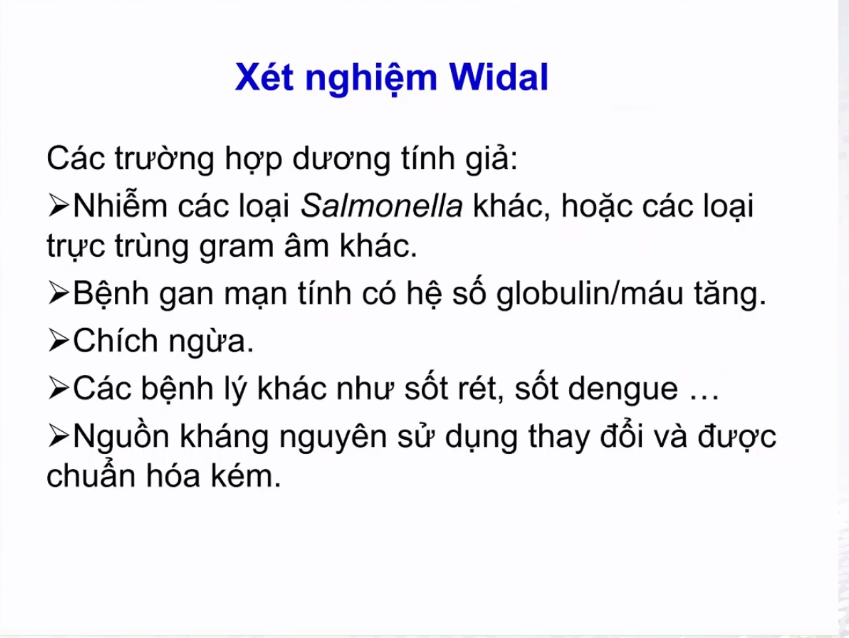 Xét nghiệm Widal
Các trường hợp dương tính giả:
➢Nhiễm các loại Salmonella khác, hoặc các loại
trực trùng gram âm khác.
➢Bệnh gan mạn tính có hệ số globulin/máu tăng.
➢Chích ngừa.
➢Các bệnh lý khác như sốt rét, sốt dengue …
➢Nguồn kháng nguyên sử dụng thay đổi và được
chuẩn hóa kém.